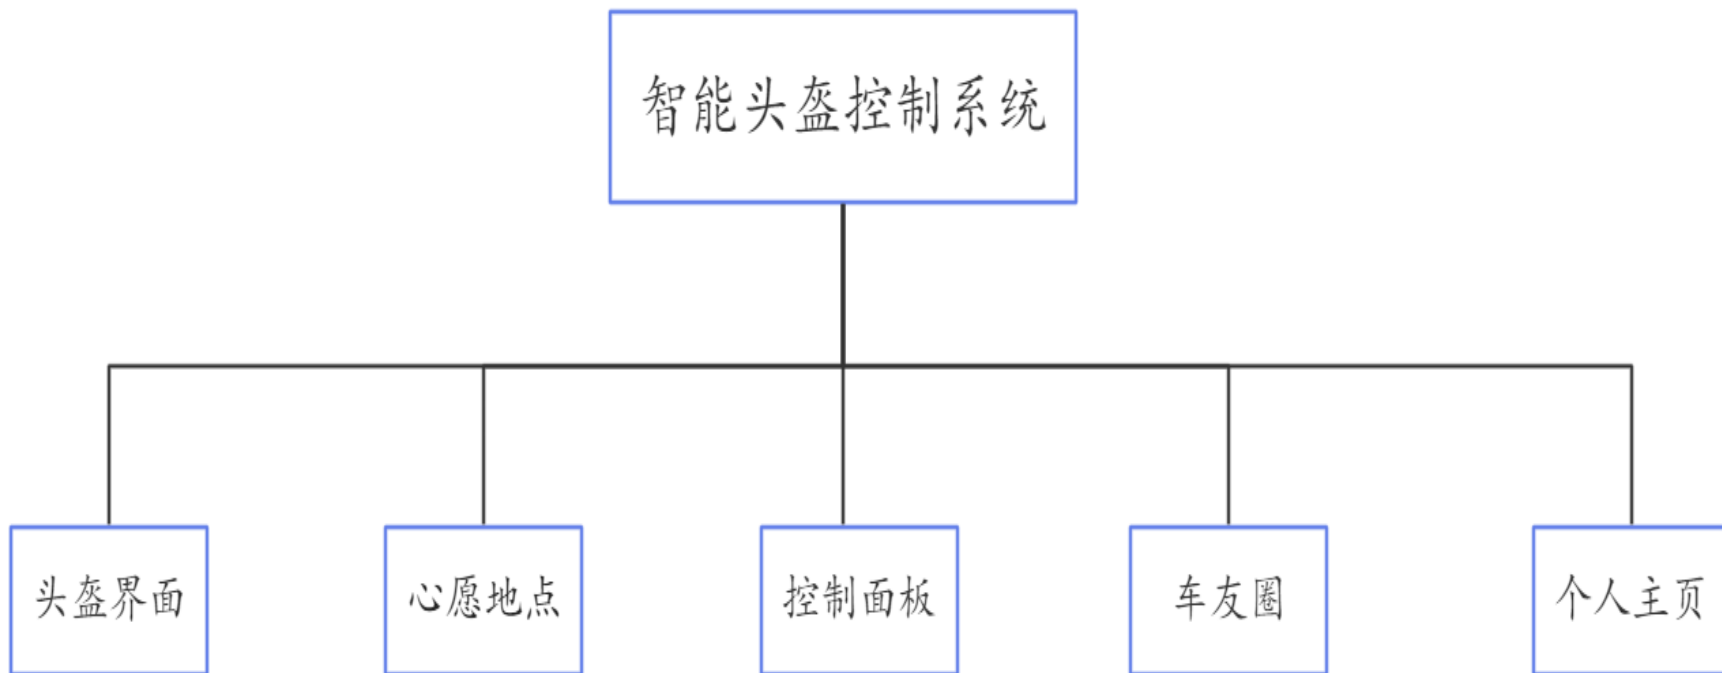 智能头盔控制系统
头盔界面
心愿地点
控制面板
车友圈
个人主页